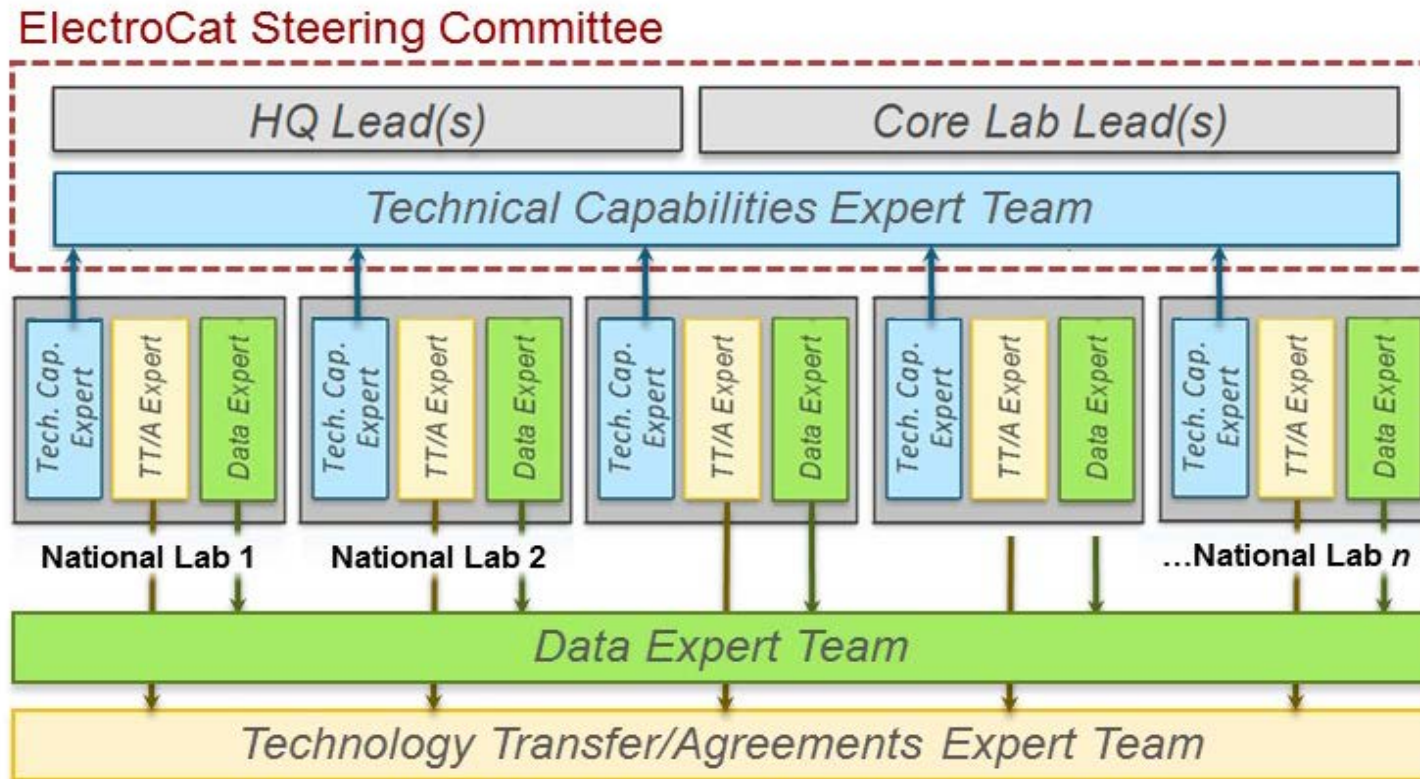 ElectroCat Steering Committee
HQ Lead(s)
Core Lab Lead(s)
Technical Capabilities Expert Team
Tech. Cap.
Expert
TT/A Expert
Data Expert
Tech. Cap.
Expert
TT/A Expert
Data Expert
Tech. Cap.
Expert
TT/A Expert
Data Expert
Tech. Cap.
Expert
TT/A Expert
Data Expert
Tech. Cap.
Expert
TT/A Expert
Data Expert
National Lab 1
National Lab 2
...National Lab n
Data Expert Team
Technology Transfer/Agreements Expert Team